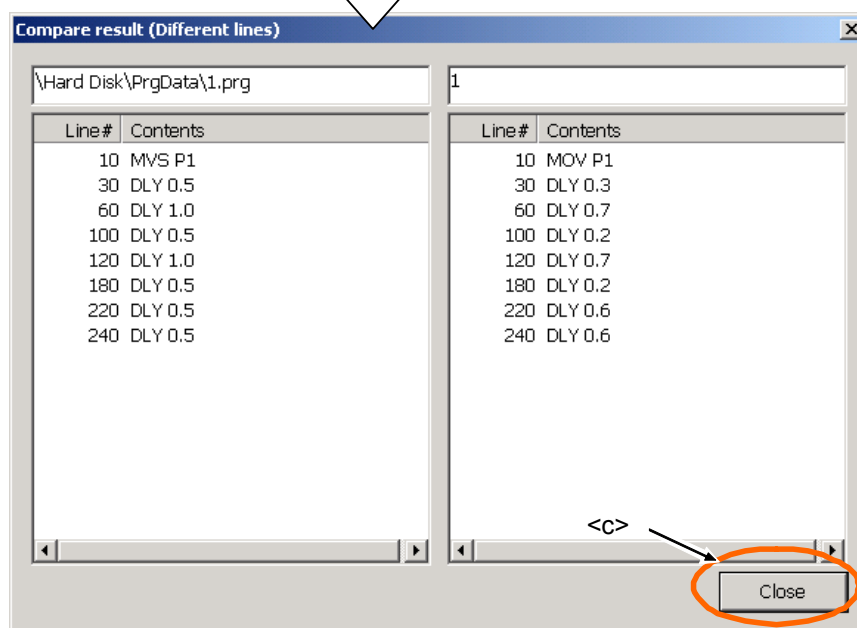 Compare result (Different lines)
\Hard Disk\PrgData\1.prg
Line# Contents
10 MVS P1
30 DLY 0.5
60 DLY 1.0
100 DLY 0.5
120 DLY 1.0
180 DLY 0.5
220 DLY 0.5
240 DLY 0.5
1
Line# Contents
10 MOV P1
30 DLY 0.3
60 DLY 0.7
100 DLY 0.2
120 DLY 0.7
180 DLY 0.2
220 DLY 0.6
240 DLY 0.6
<c>
Close